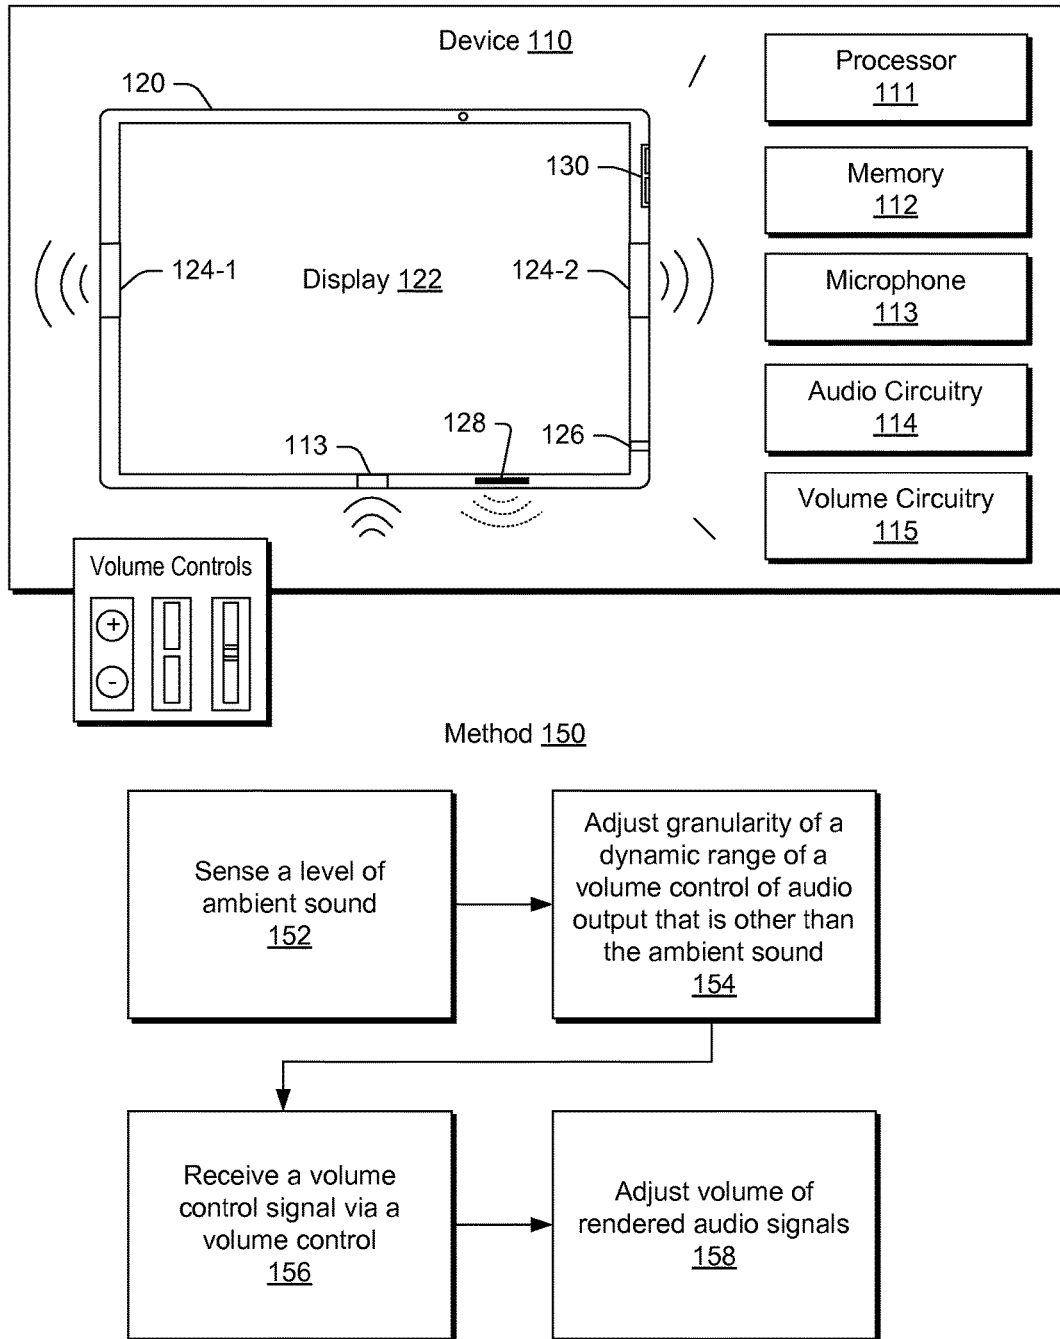 Device 110
120
130
124-1
Display 122
124-2
113
128
126
Processor
111
Memory
112
Microphone
113
Audio Circuitry
114
Volume Circuitry
115
Volume Controls
+
-
Method 150
Sense a level of
ambient sound
152
Adjust granularity of a
dynamic range of a
volume control of audio
output that is other than
the ambient sound
154
Receive a volume
control signal via a
volume control
156
Adjust volume of
rendered audio signals
158